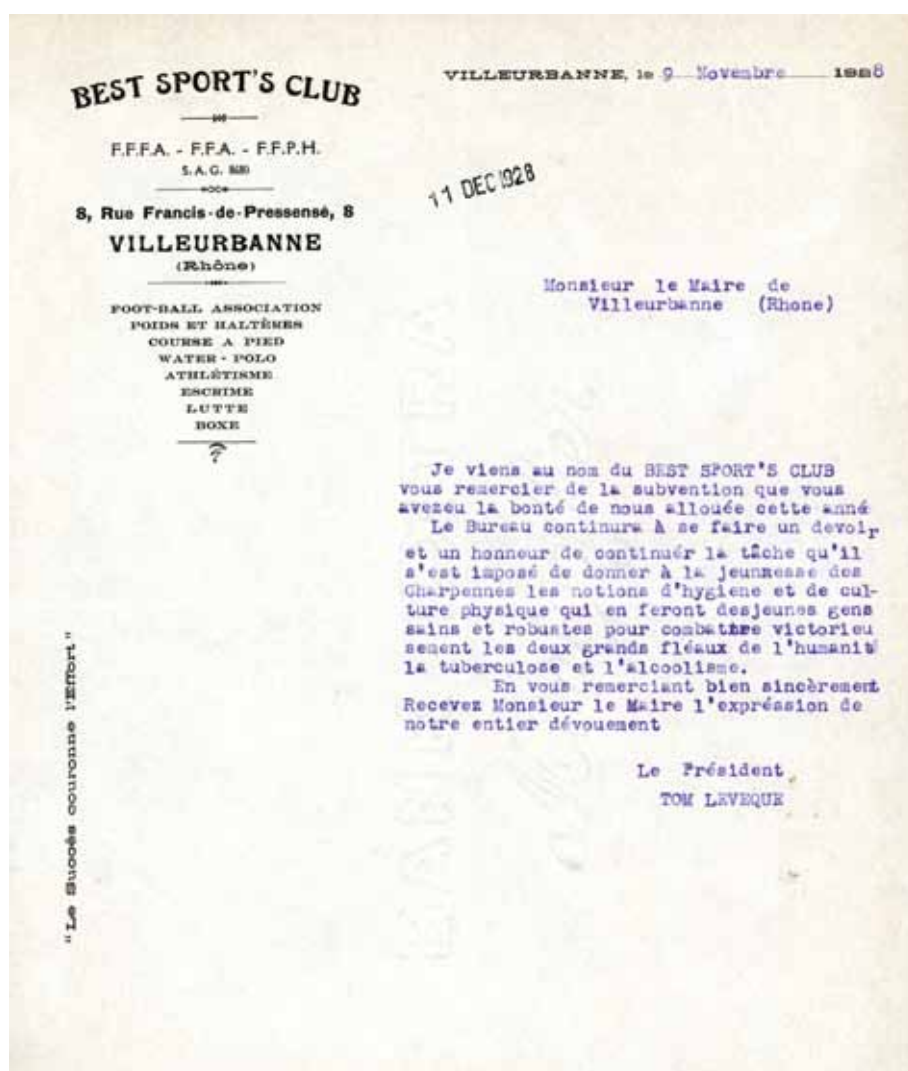 BEST SPORT'S CLUB
F.F.F.A. - F.F.A. - F.F.P.H.
S.A.G.
8, Rue Francis-de-Pressensé, 8
VILLEURBANNE
(Rhône)
FOOT-BALL ASSOCIATION
POIDS ET HALTÈRES
COURSE A PIED
WATER - POLO
ATHLÉTISME
ESCRIME
LUTTE
BOXE
"Le Succès couronne l'Effort"
VILLEURBANNE, le 9 Novembre 1928
11 DEC 1928
Monsieur le Maire de
Villeurbanne (Rhone)
Je viens au nom du BEST SPORT'S CLUB
vous remercier de la subvention que vous
avezeu la bonté de nous allouée cette anné
Le Bureau continura à se faire un devoir
et un honneur de continuér la tâche qu'il
s'est imposé de donner à la jeunnesse des
Charpennes les notions d'hygiene et de cul-
ture physique qui en feront desjeunes gens
sains et robustes pour combattre victorieu
sement les deux grands fléaux de l'humanité
la tuberculose et l'alcoolisme.
En vous remerciant bien sincèrement
Recevez Monsieur le Maire l'expréssion de
notre entier dévouement
Le Président
TOM LEVEQUE